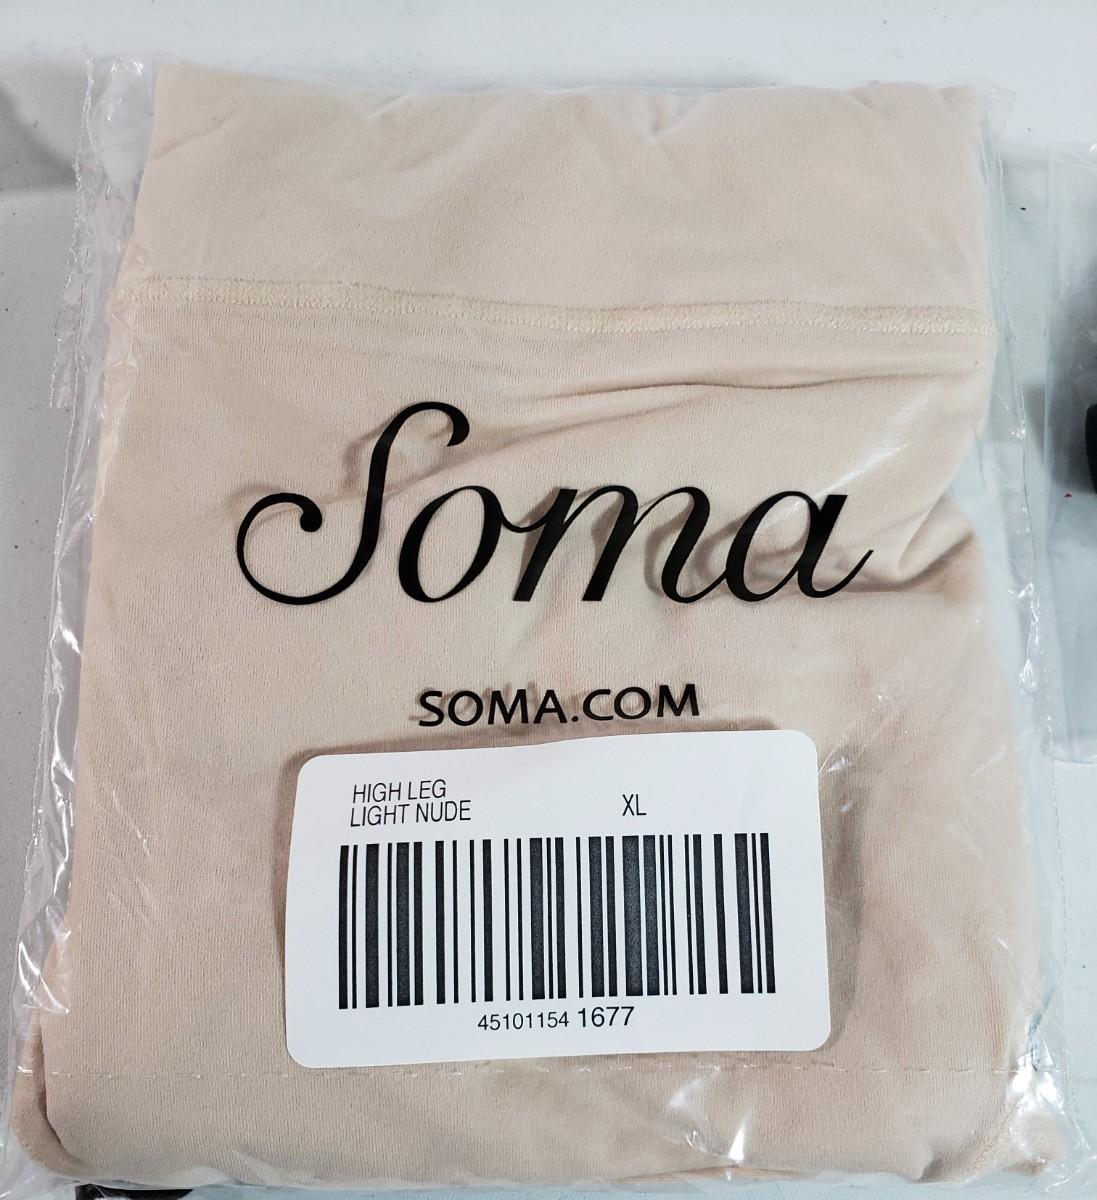 Soma
SOMA.COM
HIGH LEG
LIGHT NUDE XL
45101154 1677